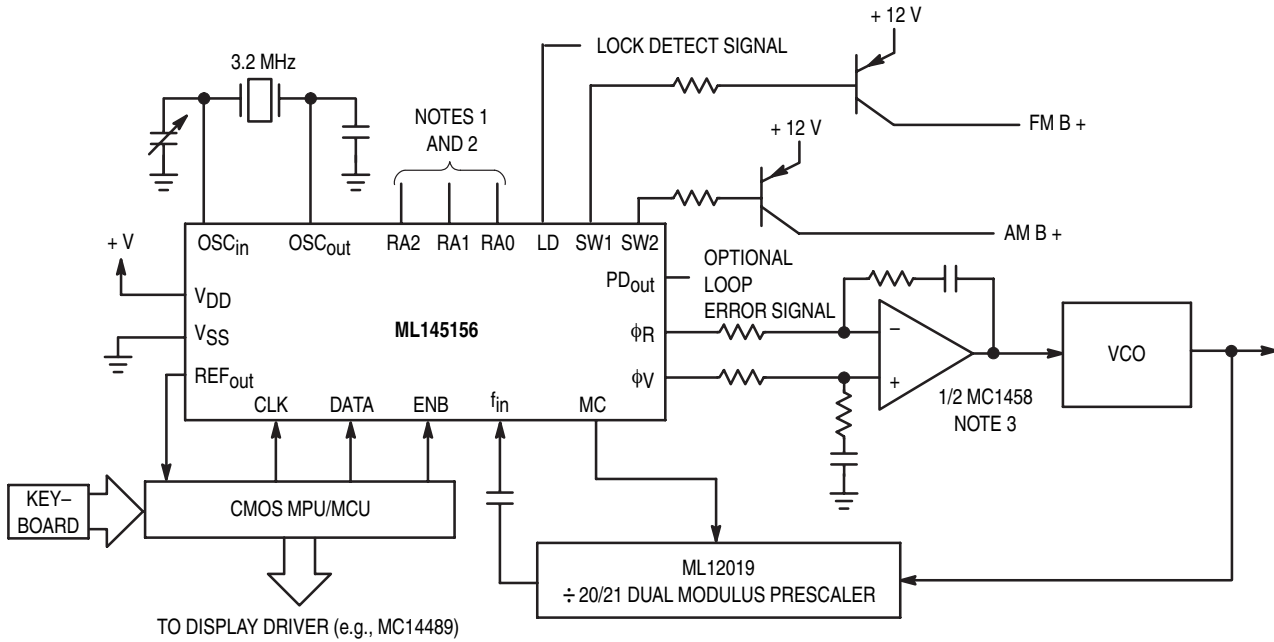 + 12 V
LOCK DETECT SIGNAL
3.2 MHz
NOTES 1
AND 2
FM B +
+ 12 V
AM B +
+ V
OSCin
OSCout
RA2
RA1
RA0
LD
SW1
SW2
OPTIONAL
LOOP
ERROR SIGNAL
PDout
VDD
VSS
ML145156
ϕR
ϕV
REFout
CLK
DATA
ENB
fin
MC
–
+
1/2 MC1458
NOTE 3
VCO
KEY–
BOARD
CMOS MPU/MCU
ML12019
÷ 20/21 DUAL MODULUS PRESCALER
TO DISPLAY DRIVER (e.g., MC14489)